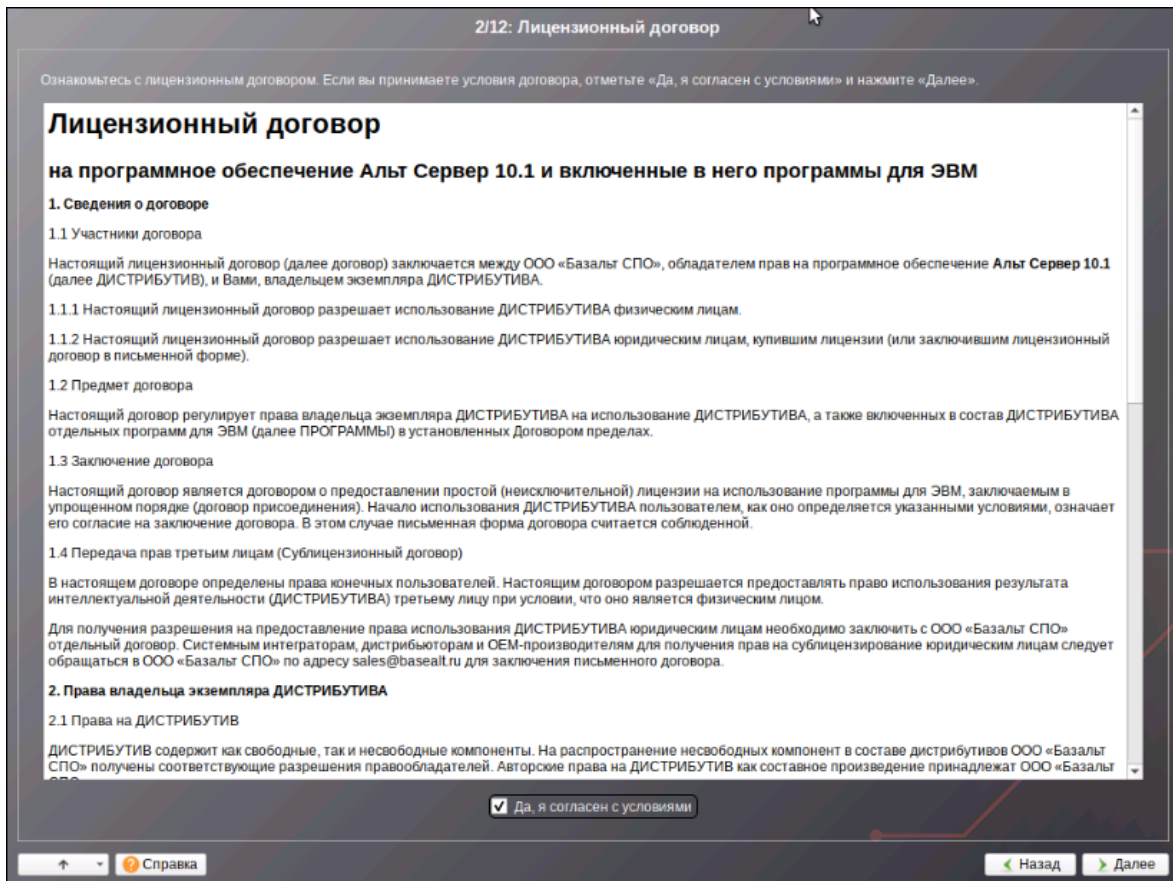 2/12: Лицензионный договор
Ознакомьтесь с лицензионным договором. Если вы принимаете условия договора, отметьте «Да, я согласен с условиями» и нажмите «Далее».
Лицензионный договор
на программное обеспечение Альт Сервер 10.1 и включенные в него программы для ЭВМ
1. Сведения о договоре
1.1 Участники договора
Настоящий лицензионный договор (далее договор) заключается между ООО «Базальт СПО», обладателем прав на программное обеспечение Альт Сервер 10.1
(далее ДИСТРИБУТИВ), и Вами, владельцем экземпляра ДИСТРИБУТИВА.
1.1.1 Настоящий лицензионный договор разрешает использование ДИСТРИБУТИВА физическим лицам.
1.1.2 Настоящий лицензионный договор разрешает использование ДИСТРИБУТИВА юридическим лицам, купившим лицензии (или заключившим лицензионный
договор в письменной форме).
1.2 Предмет договора
Настоящий договор регулирует права владельца экземпляра ДИСТРИБУТИВА на использование ДИСТРИБУТИВА, а также включенных в состав ДИСТРИБУТИВА
отдельных программ для ЭВМ (далее ПРОГРАММЫ) в установленных Договором пределах.
1.3 Заключение договора
Настоящий договор является договором о предоставлении простой (неисключительной) лицензии на использование программы для ЭВМ, заключаемым в
упрощенном порядке (договор присоединения). Начало использования ДИСТРИБУТИВА пользователем, как оно определяется указанными условиями, означает
его согласие на заключение договора. В этом случае письменная форма договора считается соблюденной.
1.4 Передача прав третьим лицам (Сублицензионный договор)
В настоящем договоре определены права конечных пользователей. Настоящим договором разрешается предоставлять право использования результата
интеллектуальной деятельности (ДИСТРИБУТИВА) третьему лицу при условии, что оно является физическим лицом.
Для получения разрешения на предоставление права использования ДИСТРИБУТИВА юридическим лицам необходимо заключить с ООО «Базальт СПО»
отдельный договор. Системным интеграторам, дистрибьюторам и OEM-производителям для получения прав на сублицензирование юридическим лицам следует
обращаться в ООО «Базальт СПО» по адресу sales@basealt.ru для заключения письменного договора.
2. Права владельца экземпляра ДИСТРИБУТИВА
2.1 Права на ДИСТРИБУТИВ
ДИСТРИБУТИВ содержит как свободные, так и несвободные компоненты. На распространение несвободных компонент в составе дистрибутивов ООО «Базальт
СПО» получены соответствующие разрешения правообладателей. Авторские права на ДИСТРИБУТИВ как составное произведение принадлежат ООО «Базальт
Да, я согласен с условиями
Справка
Назад
Далее